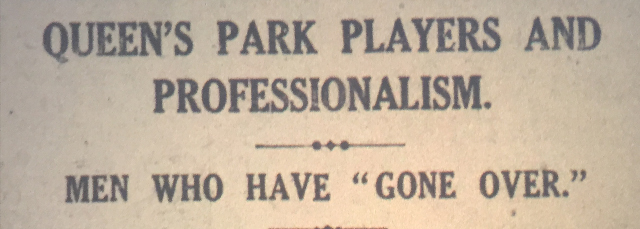 QUEEN'S PARK PLAYERS AND
PROFESSIONALISM.
MEN WHO HAVE "GONE OVER."